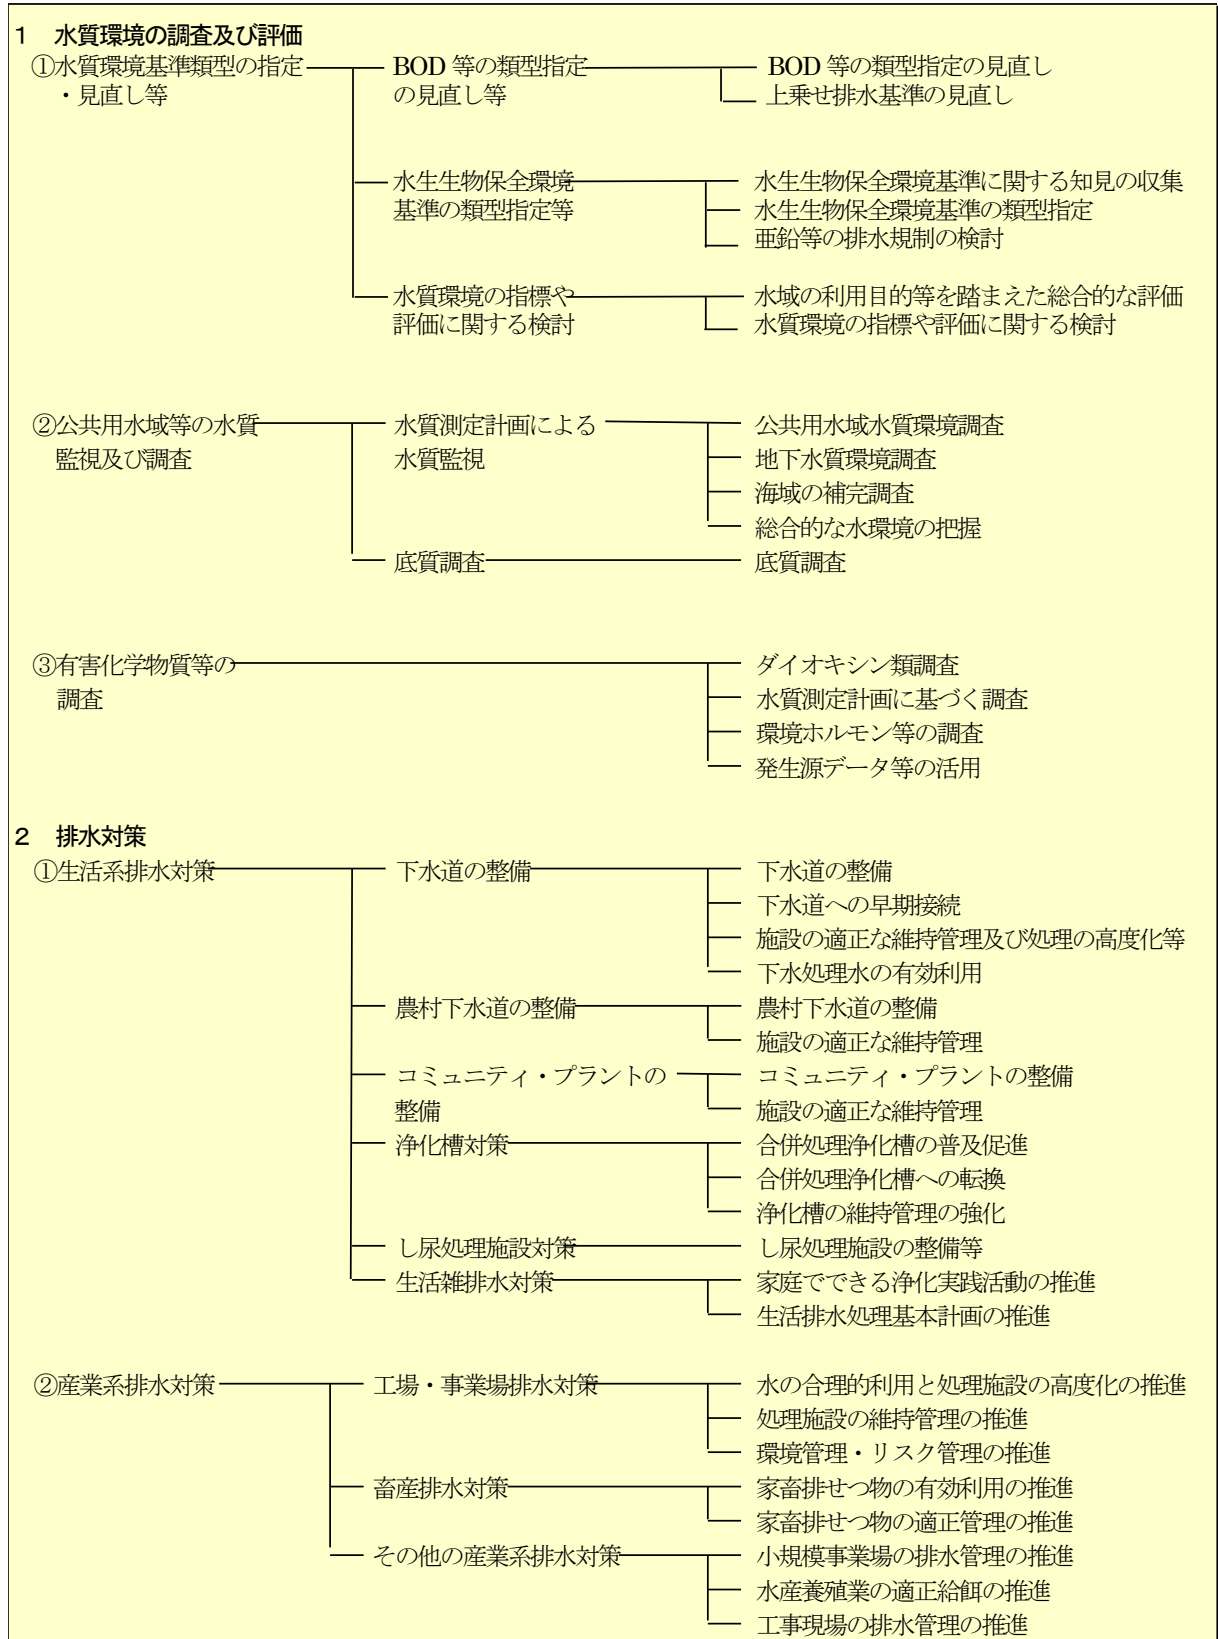 1 水質環境の調査及び評価
①水質環境基準類型の指定 BOD 等の類型指定 BOD 等の類型指定の見直し
・見直し等 の見直し等 上乗せ排水基準の見直し
水生生物保全環境 水生生物保全環境基準に関する知見の収集
基準の類型指定等 水生生物保全環境基準の類型指定
亜鉛等の排水規制の検討
水質環境の指標や 水域の利用目的等を踏まえた総合的な評価
評価に関する検討 水質環境の指標や評価に関する検討
②公共用水域等の水質 水質測定計画による 公共用水域水質環境調査
監視及び調査 水質監視 地下水質環境調査
海域の補完調査
総合的な水環境の把握
底質調査 底質調査
③有害化学物質等の ダイオキシン類調査
調査 水質測定計画に基づく調査
環境ホルモン等の調査
発生源データ等の活用
2 排水対策
①生活系排水対策 下水道の整備 下水道の整備
下水道への早期接続
施設の適正な維持管理及び処理の高度化等
下水処理水の有効利用
農村下水道の整備 農村下水道の整備
施設の適正な維持管理
コミュニティ・プラントの コミュニティ・プラントの整備
整備 施設の適正な維持管理
浄化槽対策 合併処理浄化槽の普及促進
合併処理浄化槽への転換
浄化槽の維持管理の強化
し尿処理施設対策 し尿処理施設の整備等
生活雑排水対策 家庭でできる浄化実践活動の推進
生活排水処理基本計画の推進
②産業系排水対策 工場・事業場排水対策 水の合理的利用と処理施設の高度化の推進
処理施設の維持管理の推進
環境管理・リスク管理の推進
畜産排水対策 家畜排せつ物の有効利用の推進
家畜排せつ物の適正管理の推進
その他の産業系排水対策 小規模事業場の排水管理の推進
水産養殖業の適正給餌の推進
工事現場の排水管理の推進